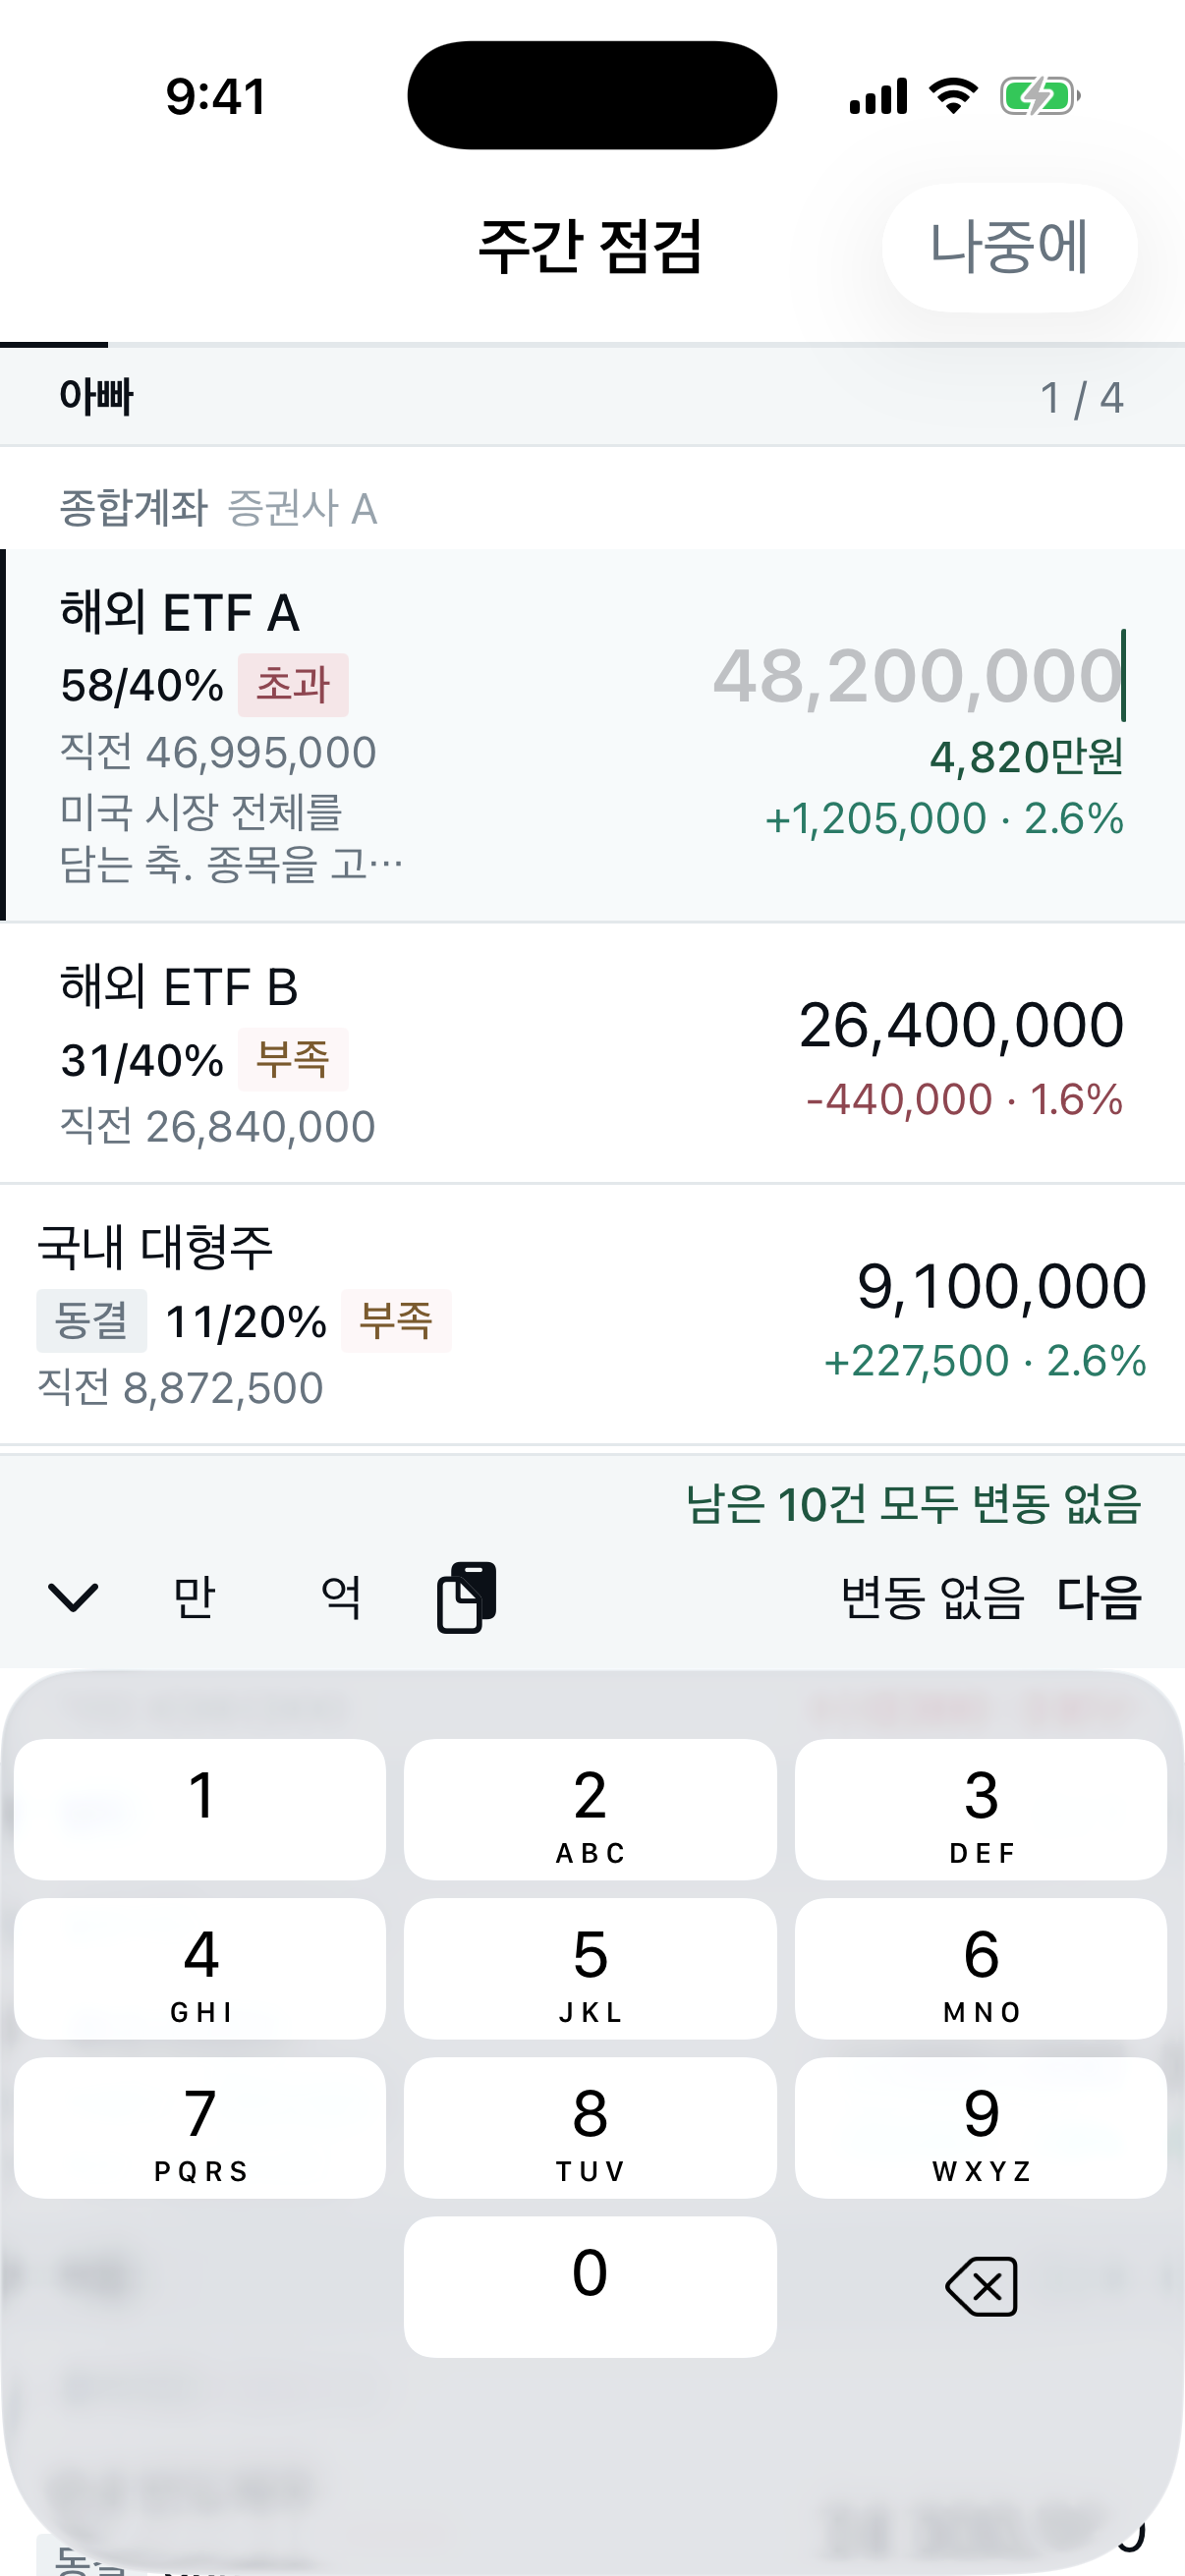 9:41
주간 점검
나중에
아빠
1 / 4
종합계좌 증권사 A
해외 ETF A
58/40% 초과
직전 46,995,000
미국 시장 전체를
담는 축. 종목을 고…
48,200,000
4,820만원
+1,205,000 · 2.6%
해외 ETF B
31/40% 부족
직전 26,840,000
26,400,000
-440,000 · 1.6%
국내 대형주
동결 11/20% 부족
직전 8,872,500
9,100,000
+227,500 · 2.6%
남은 10건 모두 변동 없음
만 억 변동 없음 다음
1
2 ABC
3 DEF
4 GHI
5 JKL
6 MNO
7 PQRS
8 TUV
9 WXYZ
0